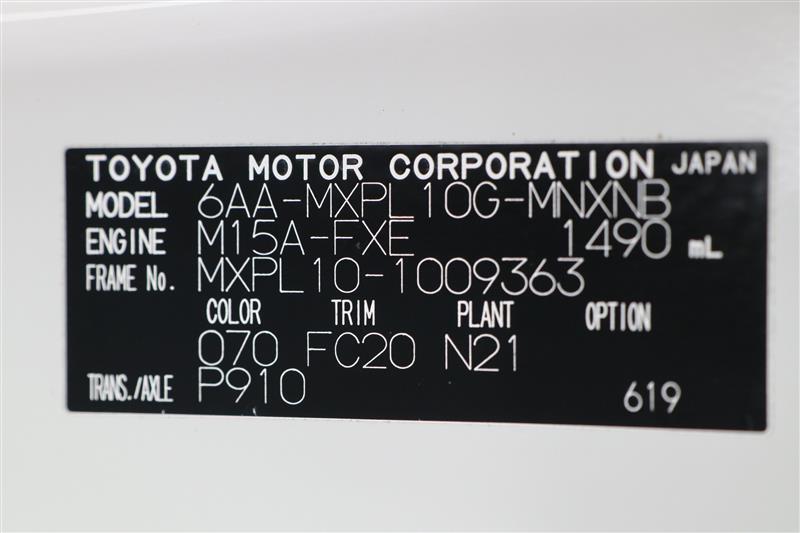 TOYOTA MOTOR CORPORATION JAPAN
MODEL 6AA-MXPL10G-MNXNB
ENGINE M15A-FXE 1490 mL
FRAME No. MXPL10-1009363
COLOR TRIM PLANT OPTION
070 FC20 N21
TRANS./AXLE P910 619